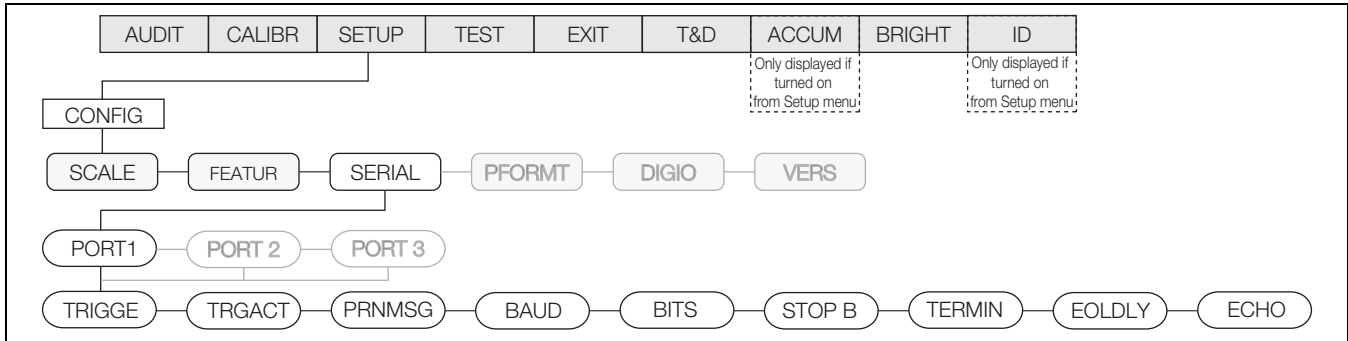 AUDIT CALIBR SETUP TEST EXIT T&D ACCUM BRIGHT ID
Only displayed if Only displayed if
turned on turned on
from Setup menu from Setup menu
CONFIG
SCALE FEATUR SERIAL PFORMT DIGIO VERS
PORT1 PORT 2 PORT 3
TRIGGE TRGACT PRNMSG BAUD BITS STOP B TERMIN EOLDLY ECHO